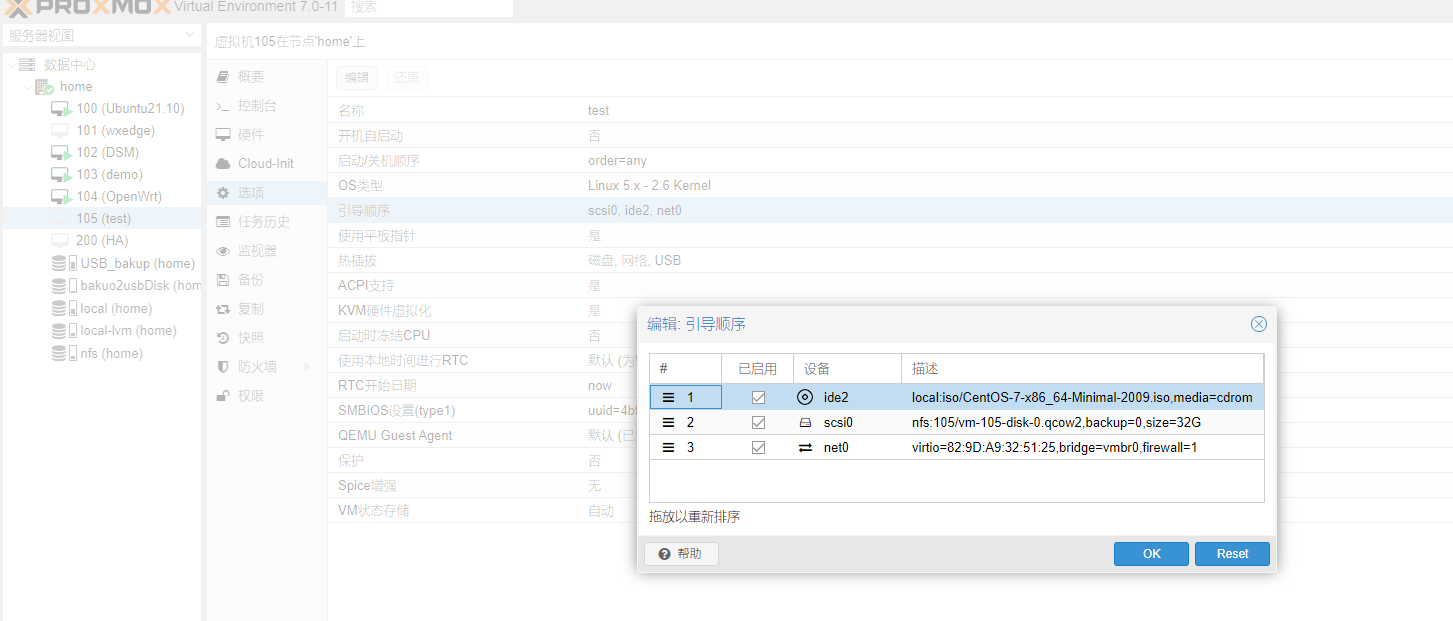 PROXMOX Virtual Environment 7.0-11 搜索
服务器视图
数据中心
home
100 (Ubuntu21.10)
101 (wxedge)
102 (DSM)
103 (demo)
104 (OpenWrt)
105 (test)
200 (HA)
USB_bakup (home)
bakuo2usbDisk (hom
local (home)
local-lvm (home)
nfs (home)
虚拟机105在节点'home'上
概要
控制台
硬件
Cloud-Init
选项
任务历史
监视器
备份
复制
快照
防火墙
权限
编辑 还原
名称 test
开机自启动 否
启动/关机顺序 order=any
OS类型 Linux 5.x - 2.6 Kernel
引导顺序 scsi0, ide2, net0
使用平板指针 是
热插拔 磁盘, 网络, USB
ACPI支持 是
KVM硬件虚拟化 是
启动时冻结CPU 否
使用本地时间进行RTC 默认 (为
RTC开始日期 now
SMBIOS设置(type1) uuid=4bf
QEMU Guest Agent 默认 (已
保护 否
Spice增强 无
VM状态存储 自动
编辑: 引导顺序
# 已启用 设备 描述
1 ide2 local:iso/CentOS-7-x86_64-Minimal-2009.iso,media=cdrom
2 scsi0 nfs:105/vm-105-disk-0.qcow2,backup=0,size=32G
3 net0 virtio=82:9D:A9:32:51:25,bridge=vmbr0,firewall=1
拖放以重新排序
帮助 OK Reset